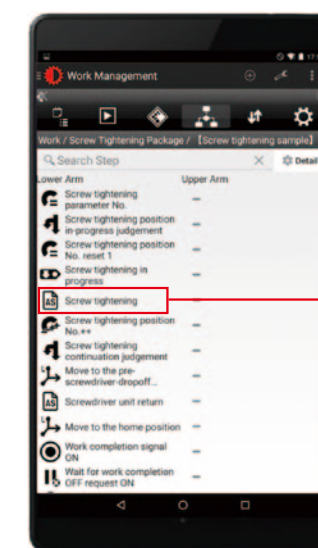 Work Management
Work / Screw Tightening Package / 【Screw tightening sample】
Search Step
Detail
Lower Arm
Upper Arm
Screw tightening
parameter No.
Screw tightening position
in-progress judgement
Screw tightening position
No. reset 1
Screw tightening in
progress
AS
Screw tightening
Screw tightening position
No.++
Screw tightening
continuation judgement
Move to the pre-
screwdriver-dropoff...
AS
Screwdriver unit return
Move to the home position
Work completion signal
ON
Wait for work completion
OFF request ON